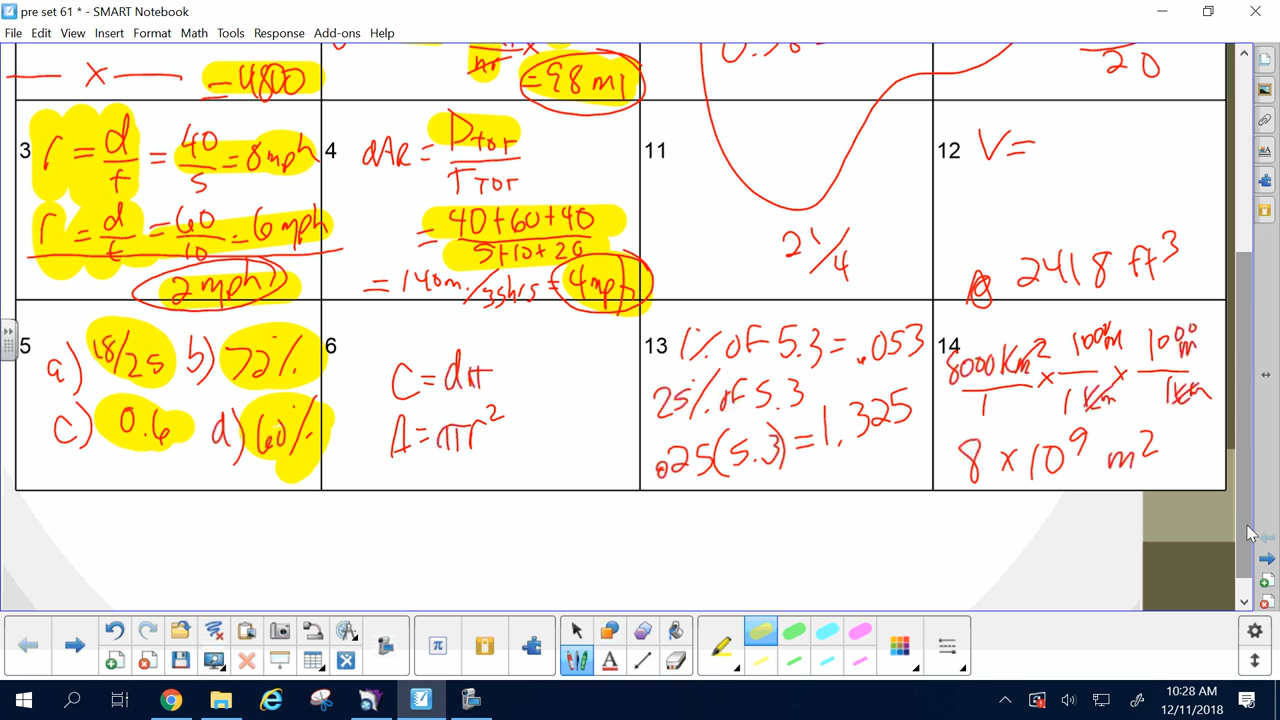 pre set 61 * - SMART Notebook
File Edit View Insert Format Math Tools Response Add-ons Help
— x — = 4800
= 98 mi
20
3
r = d/t = 40/5 = 8mph
r = d/t = 60/10 = 6 mph
2 mph
4
dAR = DTOT/TTOT
= 40+60+40/5+10+20
= 140m./35hrs = 4mph
11
2 1/4
12
V=
2418 ft³
5
a) 18/25 b) 72%
c) 0.6 d) 60%
6
C = dπ
A = πr²
13
1% of 5.3 = .053
25% of 5.3
.25(5.3) = 1.325
14
8000 Km²/1 x 1000m/1km x 1000m/1km
8 x 10⁹ m²
10:28 AM
12/11/2018